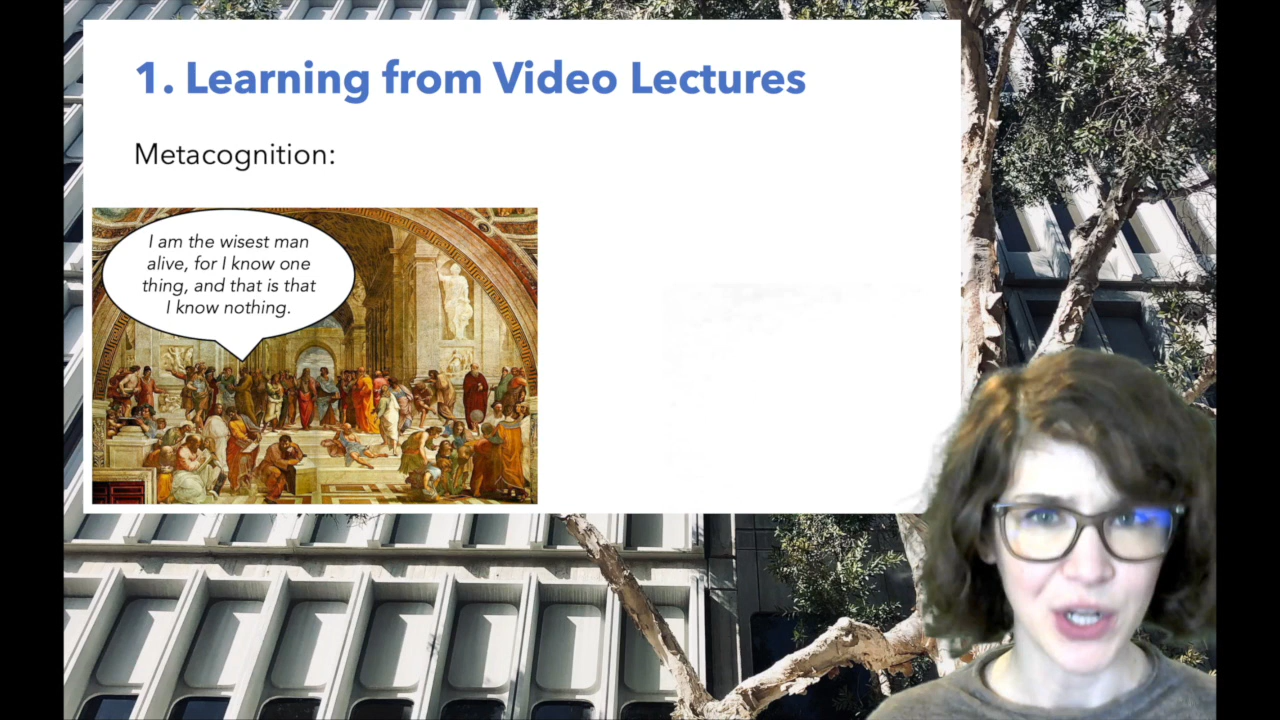 1. Learning from Video Lectures
Metacognition:
I am the wisest man
alive, for I know one
thing, and that is that
I know nothing.